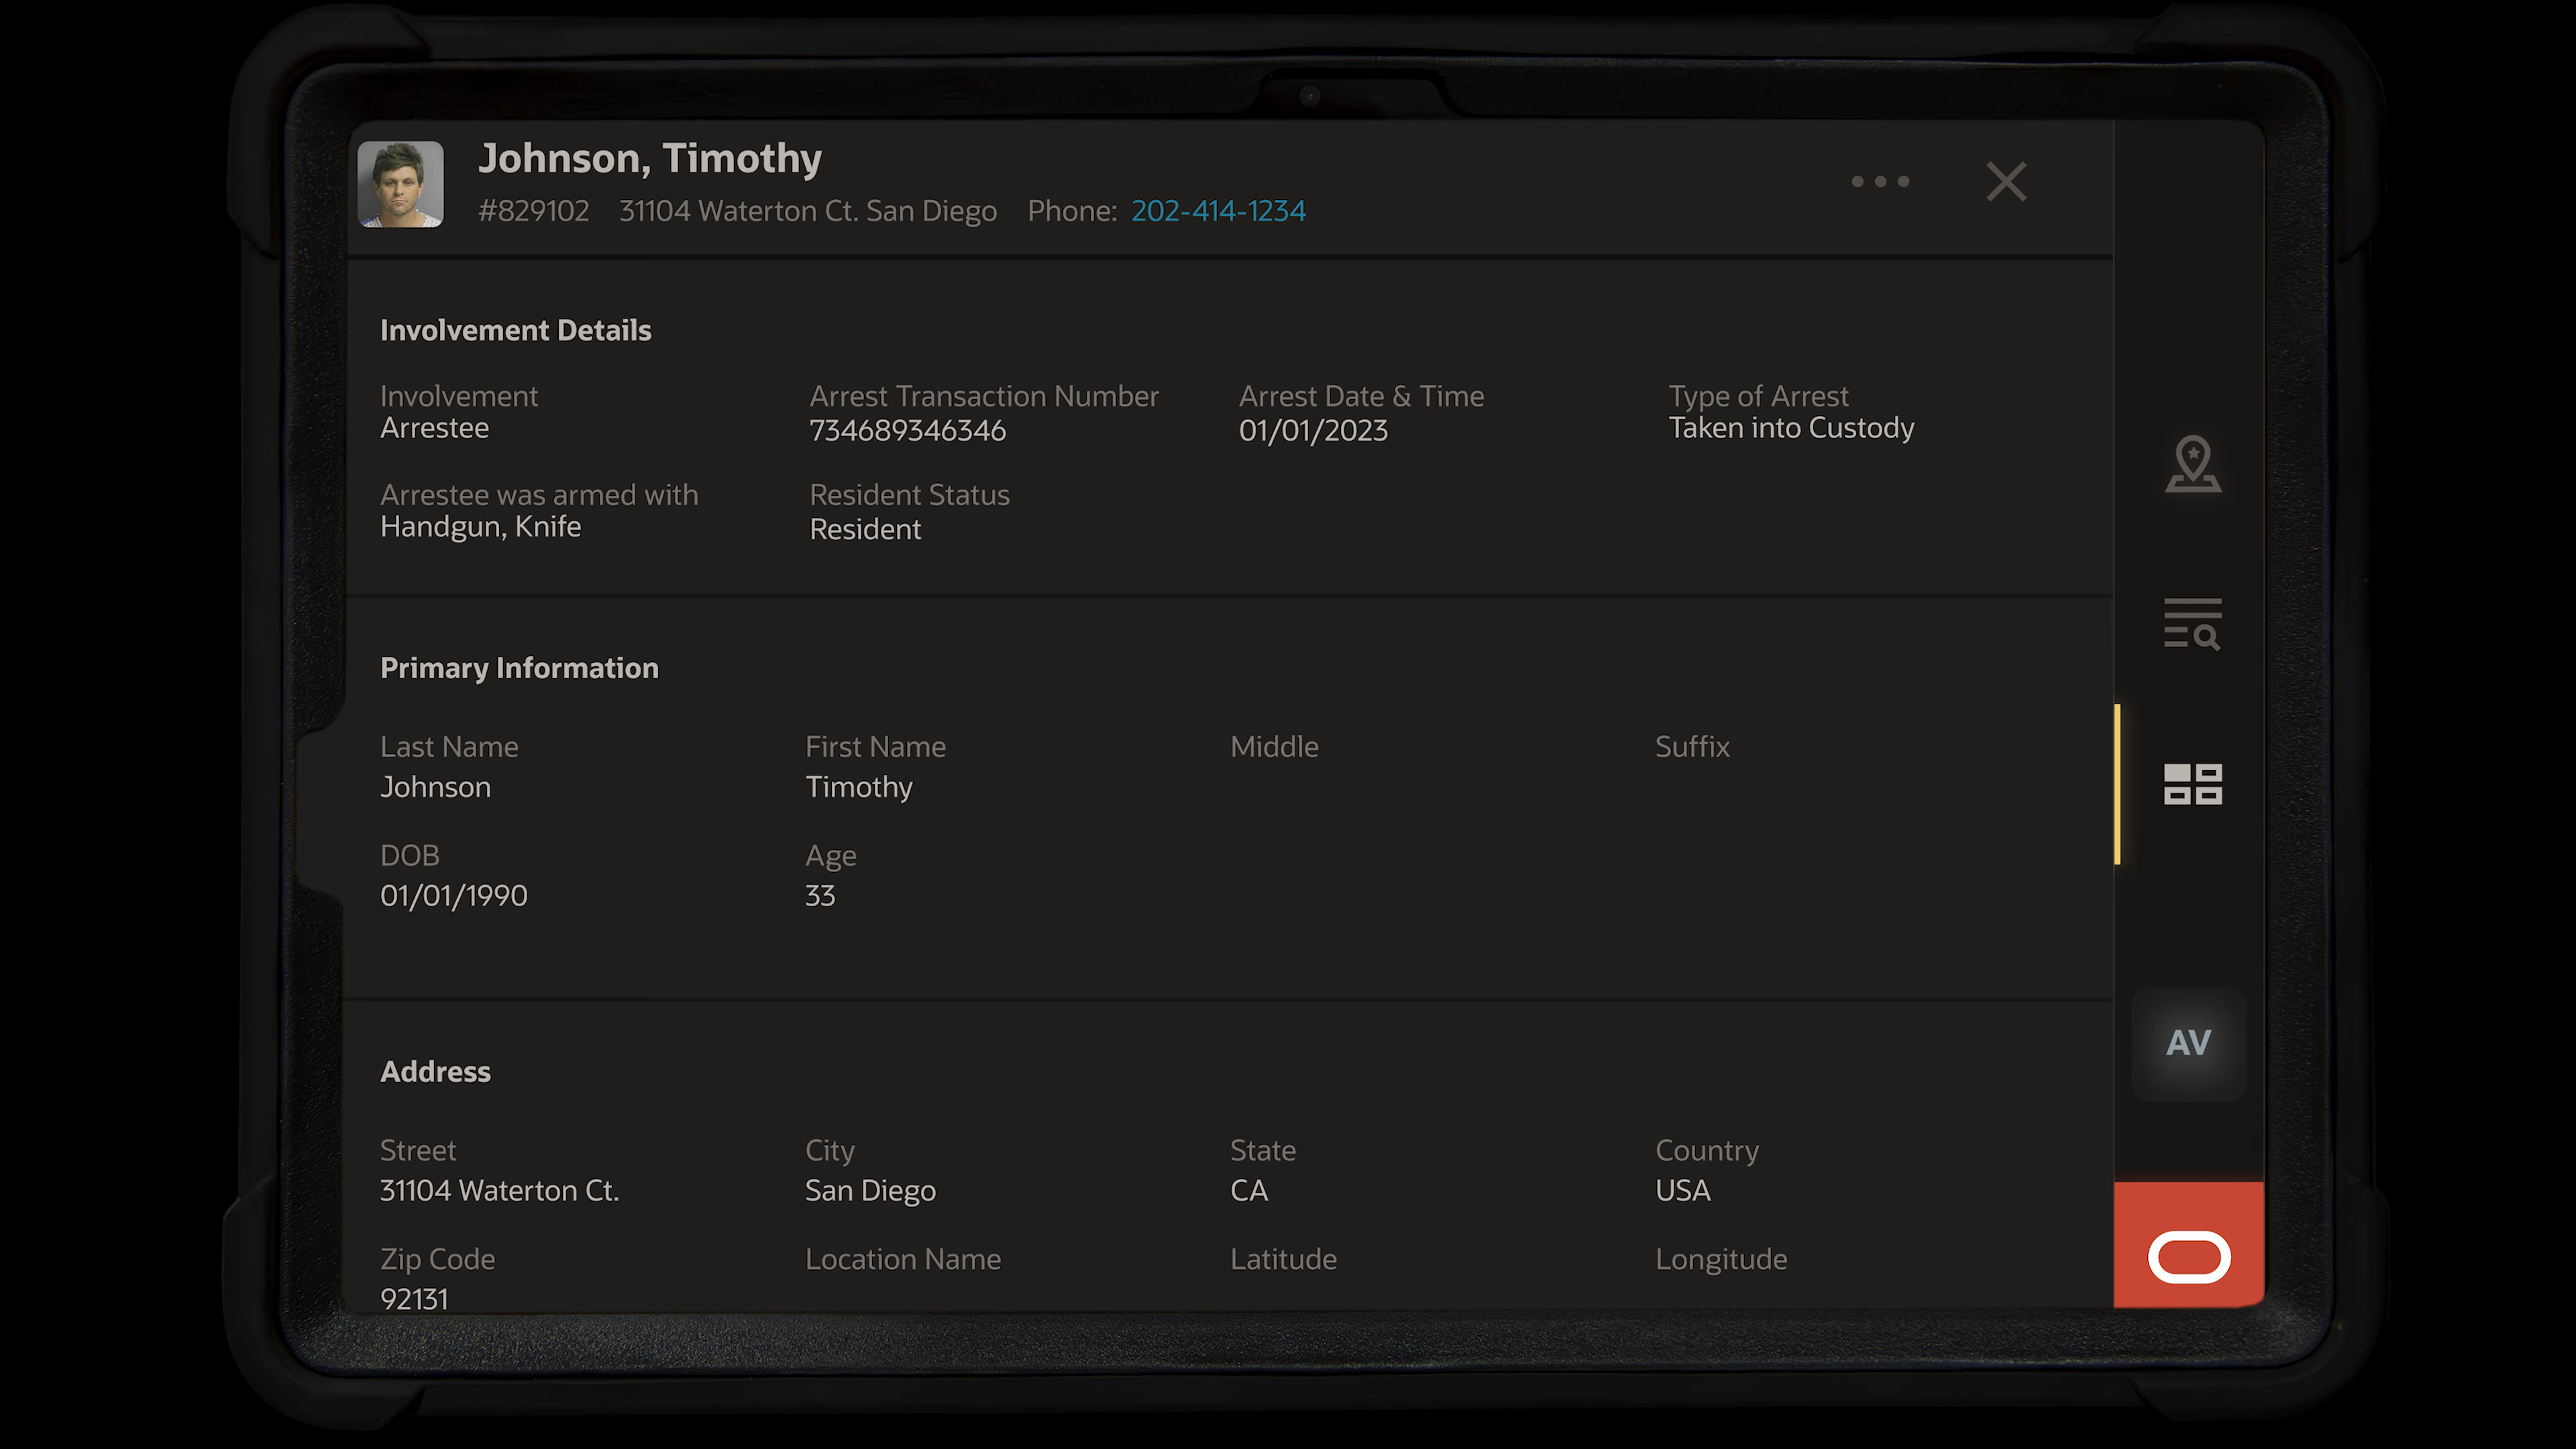 Johnson, Timothy
#829102 31104 Waterton Ct. San Diego Phone: 202-414-1234
Involvement Details
Involvement Arrest Transaction Number Arrest Date & Time Type of Arrest
Arrestee 734689346346 01/01/2023 Taken into Custody
Arrestee was armed with Resident Status
Handgun, Knife Resident
Primary Information
Last Name First Name Middle Suffix
Johnson Timothy
DOB Age
01/01/1990 33
Address
Street City State Country
31104 Waterton Ct. San Diego CA USA
Zip Code Location Name Latitude Longitude
92131
AV